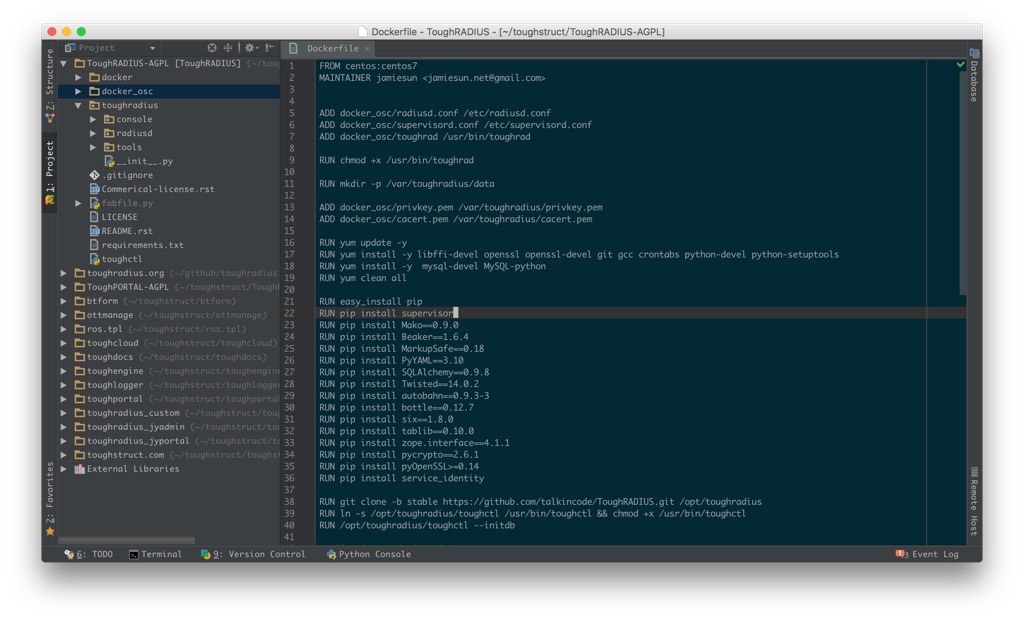 Dockerfile - ToughRADIUS - [~/toughstruct/ToughRADIUS-AGPL]
Project
Dockerfile
Z: Structure
1: Project
2: Favorites
ToughRADIUS-AGPL [ToughRADIUS] (~/tou
docker
docker_osc
toughradius
console
radiusd
tools
__init__.py
.gitignore
Commerical-license.rst
fabfile.py
LICENSE
README.rst
requirements.txt
toughctl
toughradius.org (~/github/toughradius
ToughPORTAL-AGPL (~/toughstruct/Tough
btform (~/toughstruct/btform)
ottmanage (~/toughstruct/ottmanage)
ros.tpl (~/toughstruct/ros.tpl)
toughcloud (~/toughstruct/toughcloud)
toughdocs (~/toughstruct/toughdocs)
toughengine (~/toughstruct/toughengine
toughlogger (~/toughstruct/toughlogge
toughportal (~/toughstruct/toughporta
toughradius_custom (~/toughstruct/tou
toughradius_jyadmin (~/toughstruct/to
toughradius_jyportal (~/toughstruct/t
toughstruct.com (~/toughstruct/toughs
External Libraries
1 FROM centos:centos7
2 MAINTAINER jamiesun <jamiesun.net@gmail.com>
3
4
5 ADD docker_osc/radiusd.conf /etc/radiusd.conf
6 ADD docker_osc/supervisord.conf /etc/supervisord.conf
7 ADD docker_osc/toughrad /usr/bin/toughrad
8
9 RUN chmod +x /usr/bin/toughrad
10
11 RUN mkdir -p /var/toughradius/data
12
13 ADD docker_osc/privkey.pem /var/toughradius/privkey.pem
14 ADD docker_osc/cacert.pem /var/toughradius/cacert.pem
15
16 RUN yum update -y
17 RUN yum install -y libffi-devel openssl openssl-devel git gcc crontabs python-devel python-setuptools
18 RUN yum install -y  mysql-devel MySQL-python
19 RUN yum clean all
20
21 RUN easy_install pip
22 RUN pip install supervisor
23 RUN pip install Mako==0.9.0
24 RUN pip install Beaker==1.6.4
25 RUN pip install MarkupSafe==0.18
26 RUN pip install PyYAML==3.10
27 RUN pip install SQLAlchemy==0.9.8
28 RUN pip install Twisted==14.0.2
29 RUN pip install autobahn==0.9.3-3
30 RUN pip install bottle==0.12.7
31 RUN pip install six==1.8.0
32 RUN pip install tablib==0.10.0
33 RUN pip install zope.interface==4.1.1
34 RUN pip install pycrypto==2.6.1
35 RUN pip install pyOpenSSL>=0.14
36 RUN pip install service_identity
37
38 RUN git clone -b stable https://github.com/talkincode/ToughRADIUS.git /opt/toughradius
39 RUN ln -s /opt/toughradius/toughctl /usr/bin/toughctl && chmod +x /usr/bin/toughctl
40 RUN /opt/toughradius/toughctl --initdb
41
Database
Remote Host
6: TODO
Terminal
9: Version Control
Python Console
3 Event Log